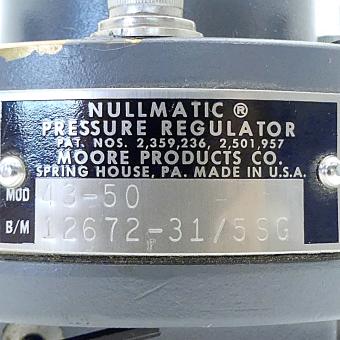 NULLMATIC ®
PRESSURE REGULATOR
PAT. NOS. 2,359,236, 2,501,957
MOORE PRODUCTS CO.
SPRING HOUSE, PA. MADE IN U.S.A.
MOD 43-50
B/M 12672-31/5SG